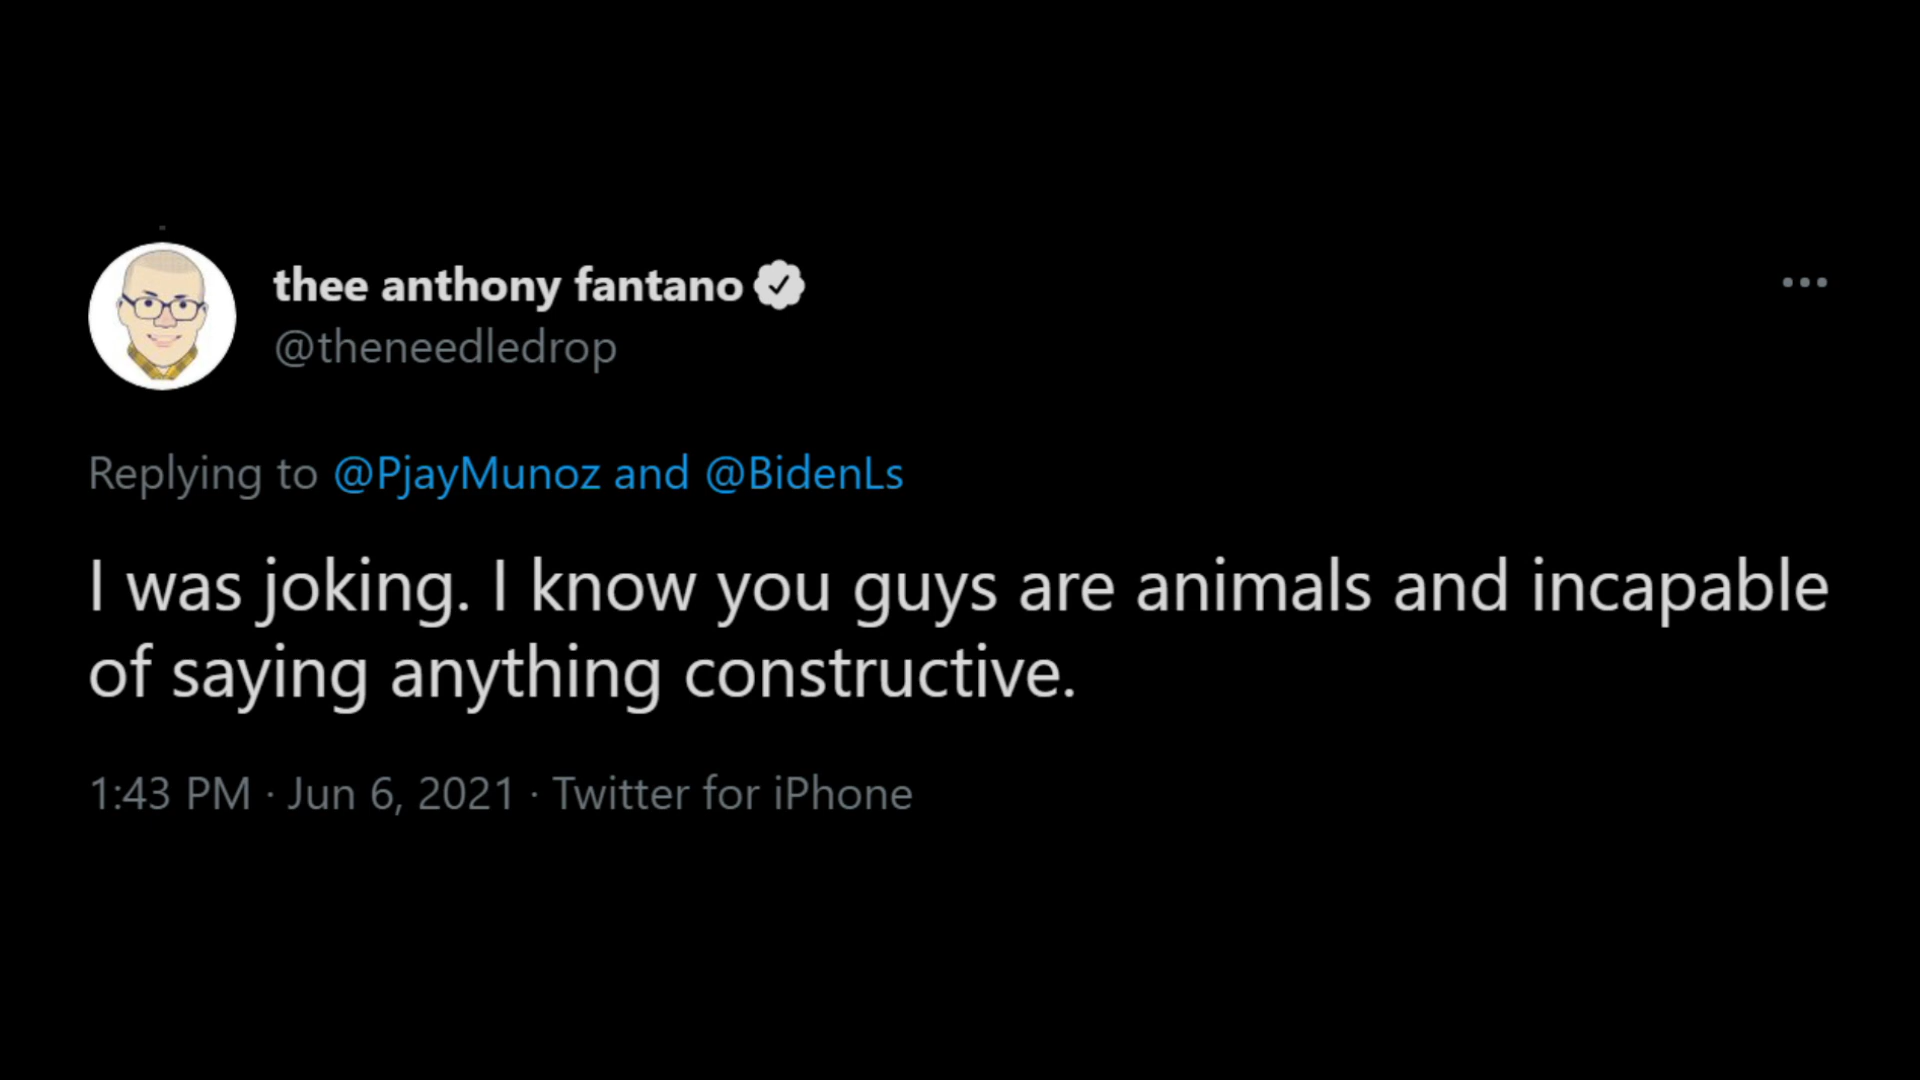 thee anthony fantano
@theneedledrop
Replying to @PjayMunoz and @BidenLs
I was joking. I know you guys are animals and incapable
of saying anything constructive.
1:43 PM · Jun 6, 2021 · Twitter for iPhone